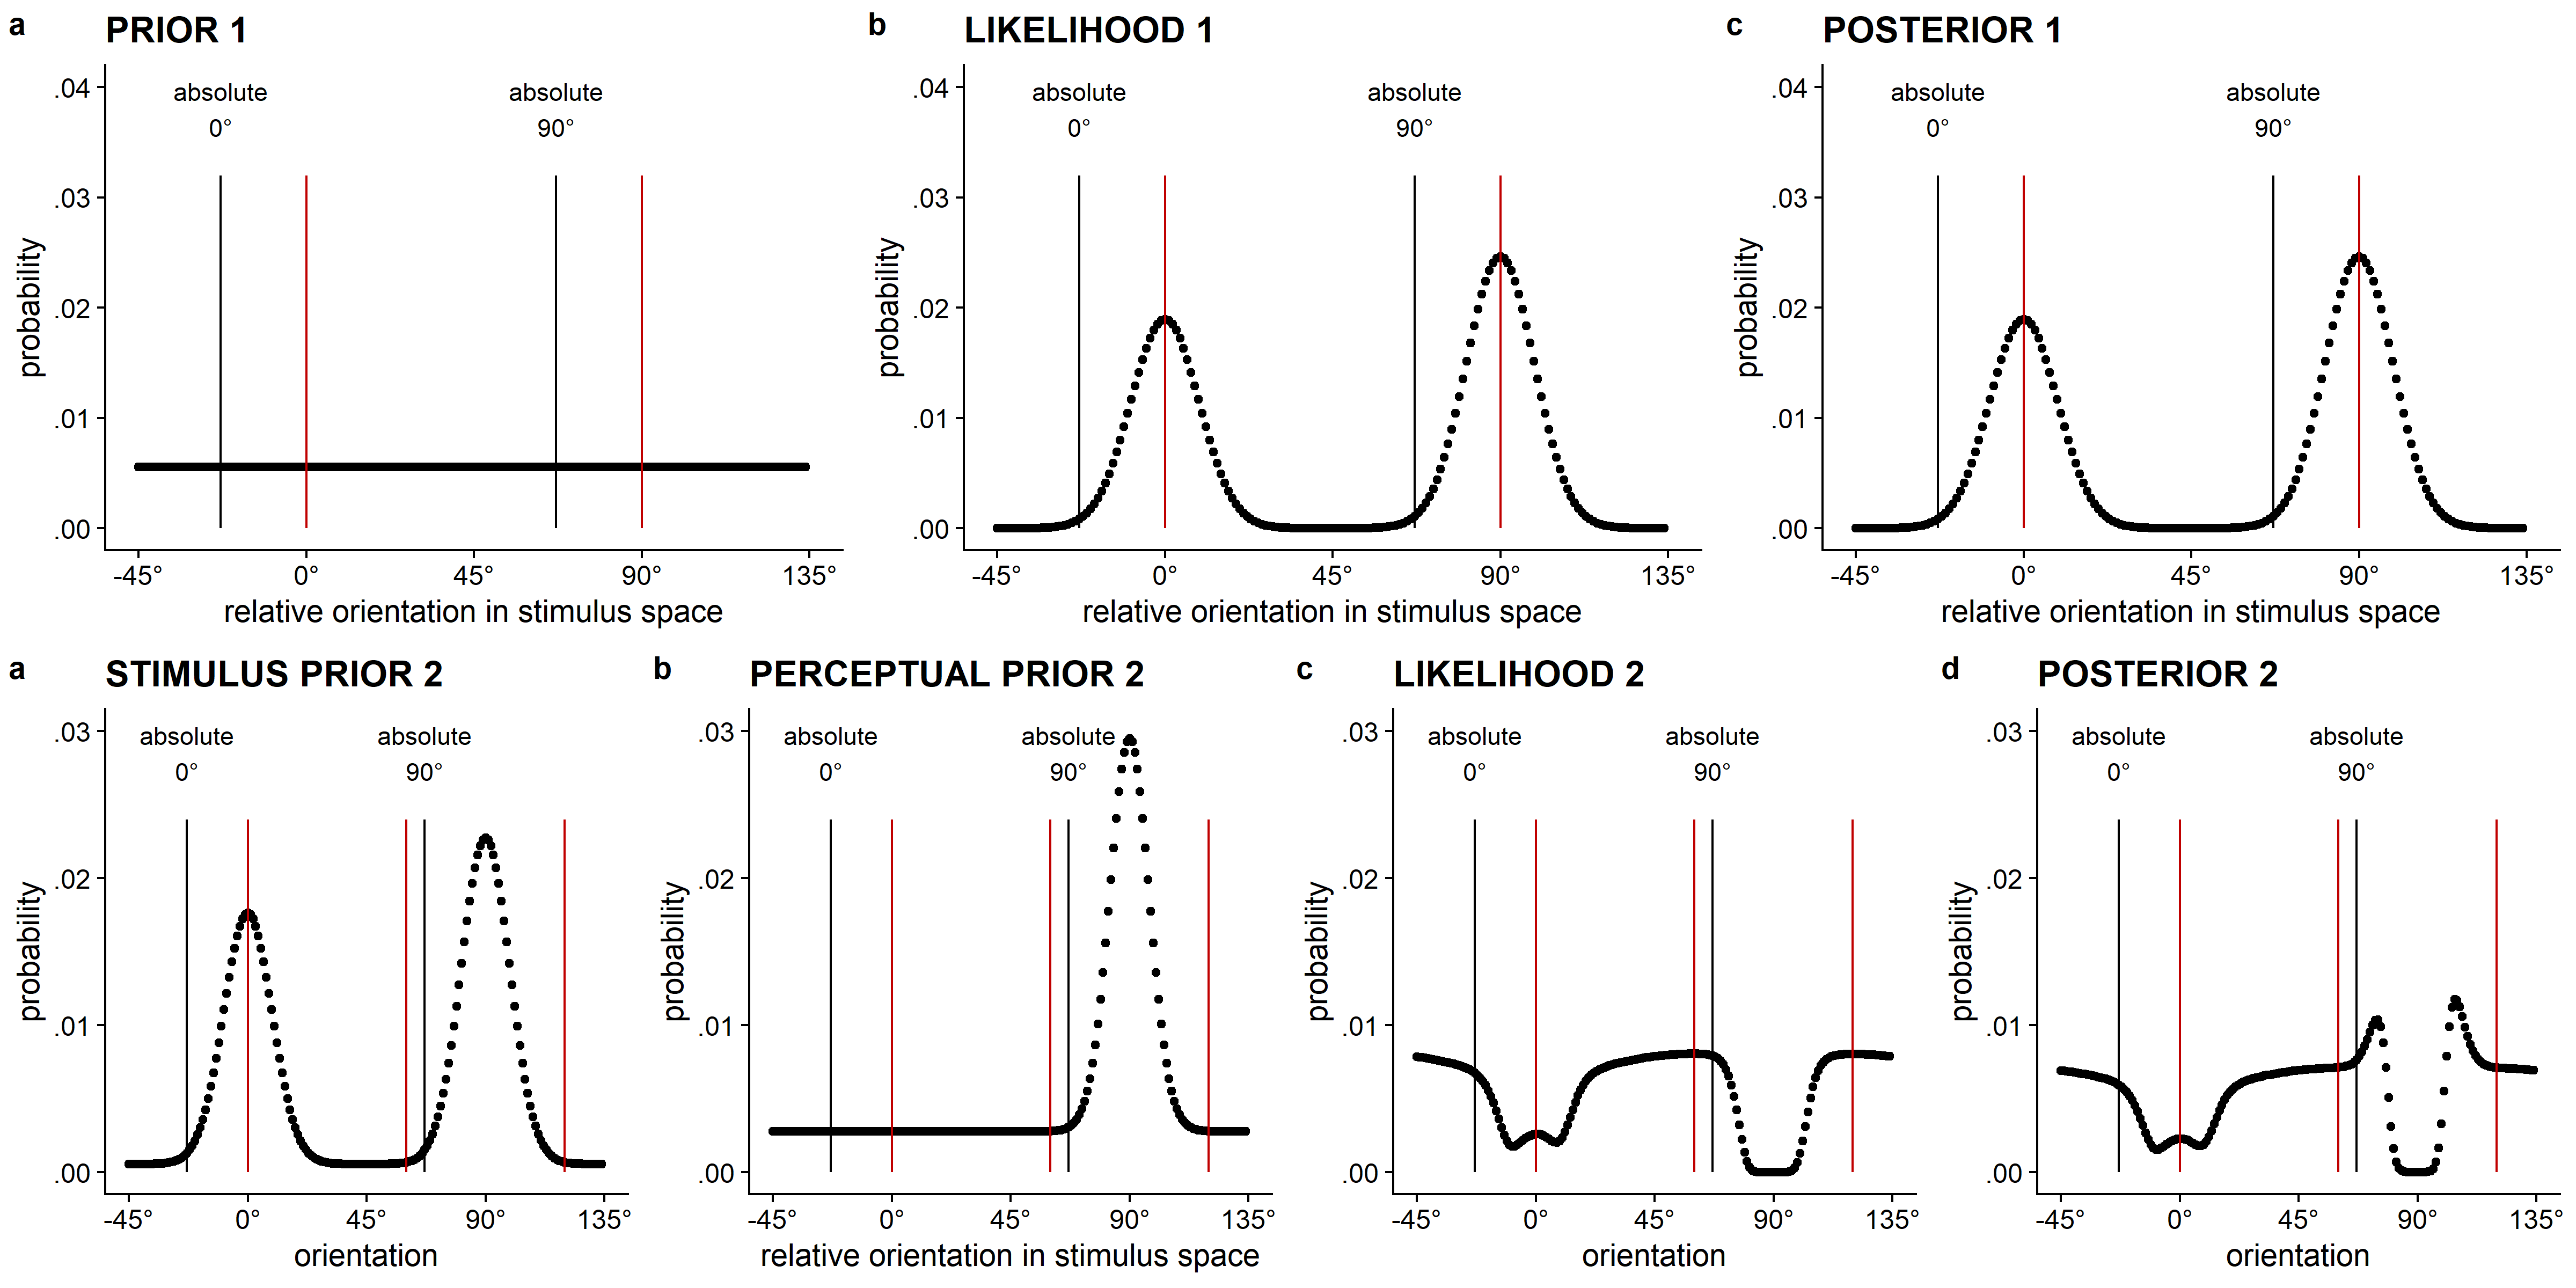 a PRIOR 1
absolute 0°
absolute 90°
.04
.03
.02
.01
.00
probability
-45° 0° 45° 90° 135°
relative orientation in stimulus space
b LIKELIHOOD 1
absolute 0°
absolute 90°
.04
.03
.02
.01
.00
probability
-45° 0° 45° 90° 135°
relative orientation in stimulus space
c POSTERIOR 1
absolute 0°
absolute 90°
.04
.03
.02
.01
.00
probability
-45° 0° 45° 90° 135°
relative orientation in stimulus space
a STIMULUS PRIOR 2
absolute 0°
absolute 90°
.03
.02
.01
.00
probability
-45° 0° 45° 90° 135°
orientation
b PERCEPTUAL PRIOR 2
absolute 0°
absolute 90°
.03
.02
.01
.00
probability
-45° 0° 45° 90° 135°
relative orientation in stimulus space
c LIKELIHOOD 2
absolute 0°
absolute 90°
.03
.02
.01
.00
probability
-45° 0° 45° 90° 135°
orientation
d POSTERIOR 2
absolute 0°
absolute 90°
.03
.02
.01
.00
probability
-45° 0° 45° 90° 135°
orientation